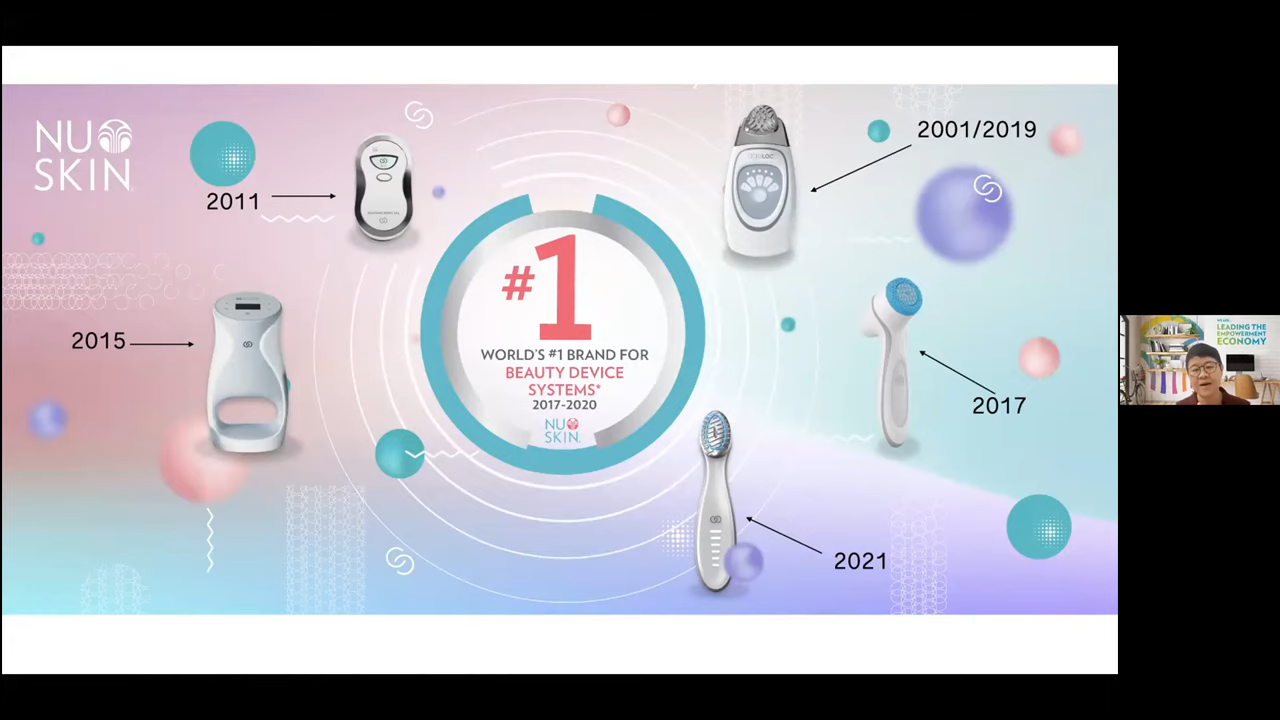 NU
SKIN
2011
2001/2019
2015
#1
WORLD'S #1 BRAND FOR
BEAUTY DEVICE
SYSTEMS*
2017-2020
NU
SKIN
2017
2021
LEADING THE
EMPOWERMENT
ECONOMY